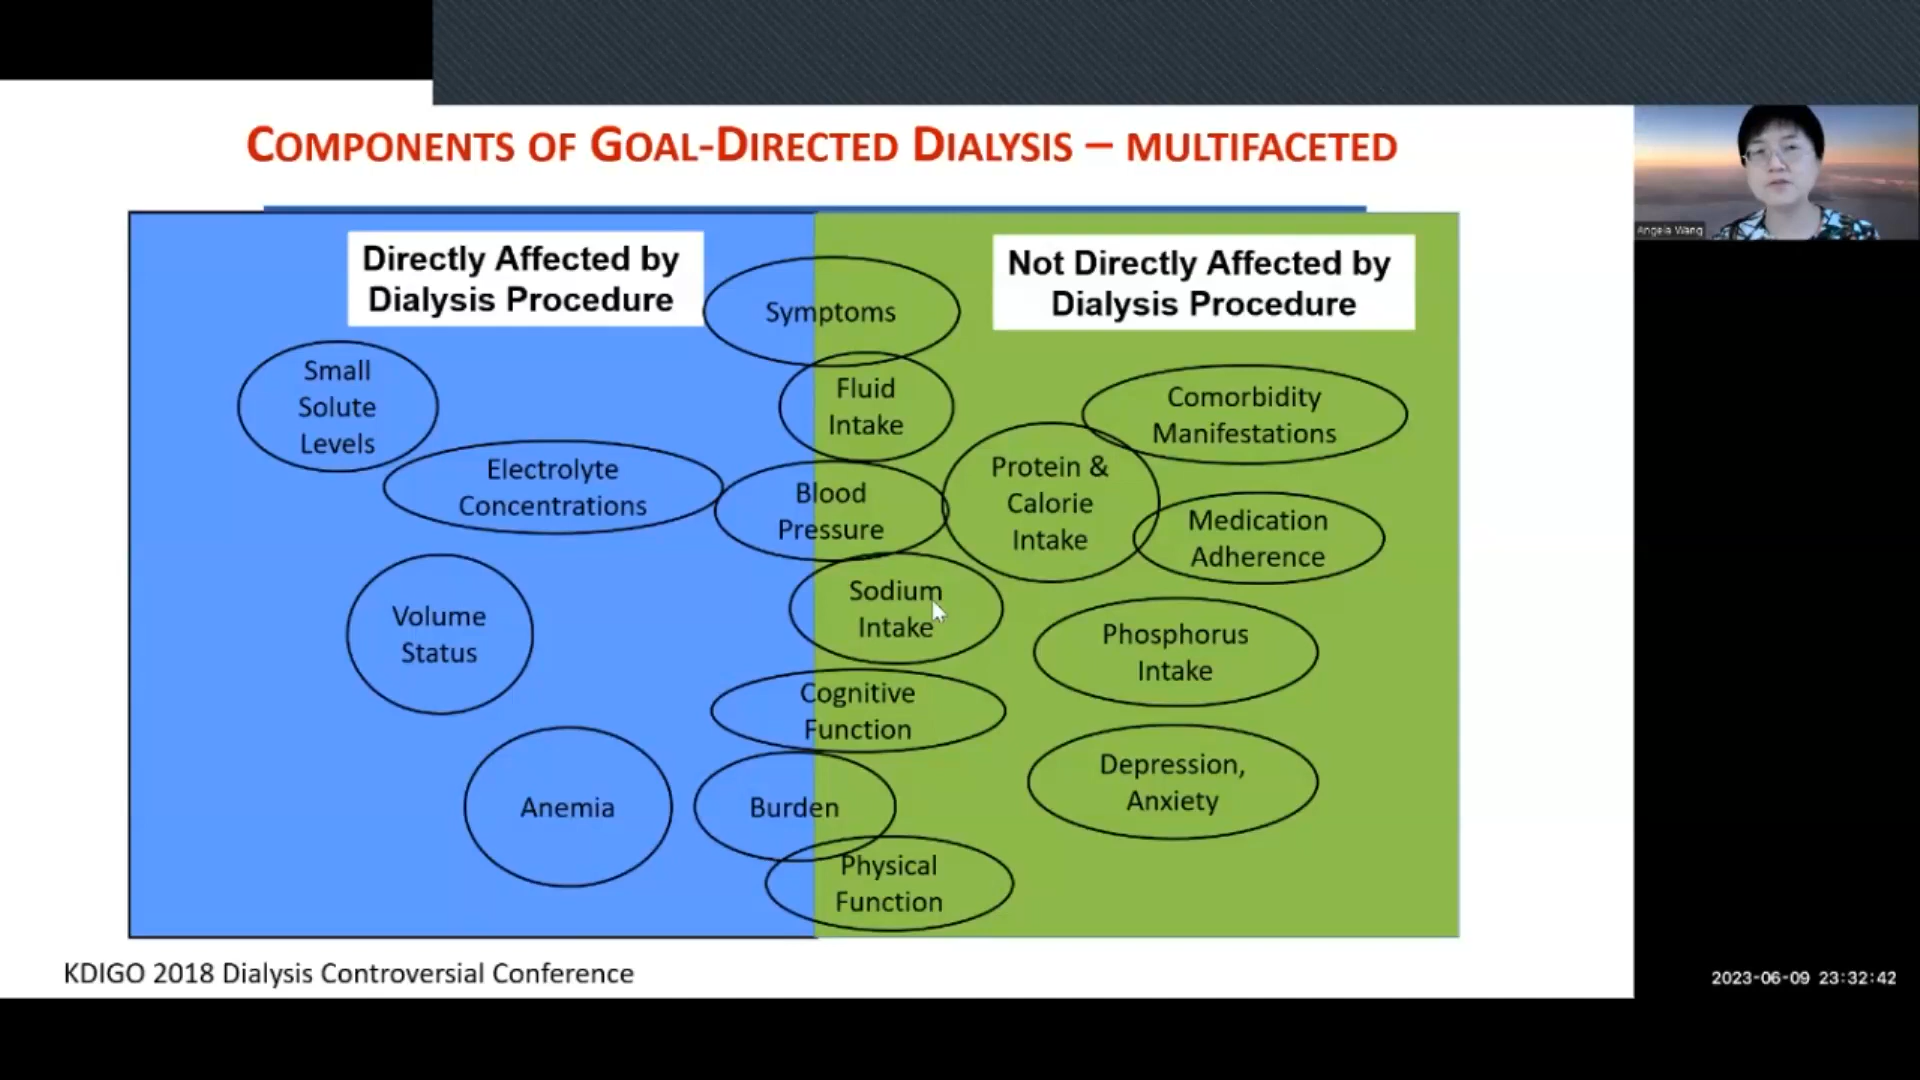 COMPONENTS OF GOAL-DIRECTED DIALYSIS – MULTIFACETED
Directly Affected by
Dialysis Procedure
Not Directly Affected by
Dialysis Procedure
Symptoms
Small
Solute
Levels
Fluid
Intake
Comorbidity
Manifestations
Electrolyte
Concentrations
Blood
Pressure
Protein &
Calorie
Intake
Medication
Adherence
Volume
Status
Sodium
Intake
Phosphorus
Intake
Cognitive
Function
Anemia
Burden
Depression,
Anxiety
Physical
Function
KDIGO 2018 Dialysis Controversial Conference
Angela Wang
2023-06-09 23:32:42